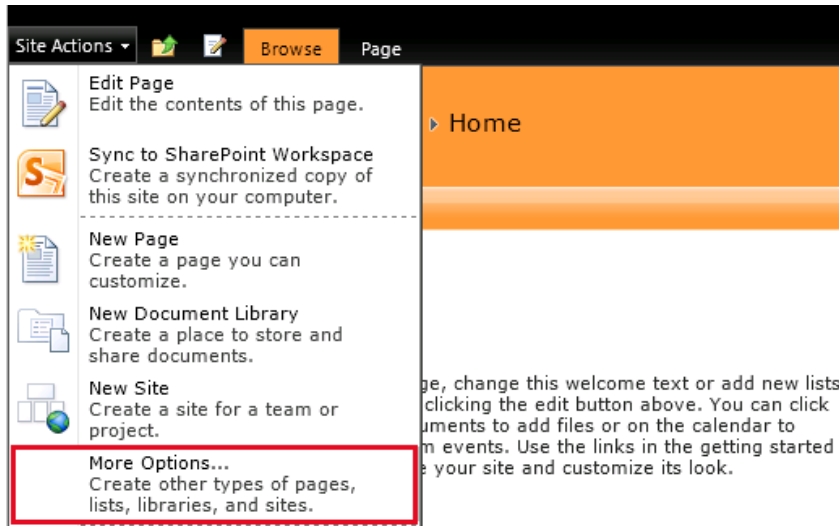 Site Actions
Browse
Page
Edit Page
Edit the contents of this page.
Home
Sync to SharePoint Workspace
Create a synchronized copy of
this site on your computer.
New Page
Create a page you can
customize.
New Document Library
Create a place to store and
share documents.
New Site
Create a site for a team or
project.
More Options...
Create other types of pages,
lists, libraries, and sites.
change this welcome text or add new lists
clicking the edit button above. You can click
to add files or on the calendar to
events. Use the links in the getting started
your site and customize its look.